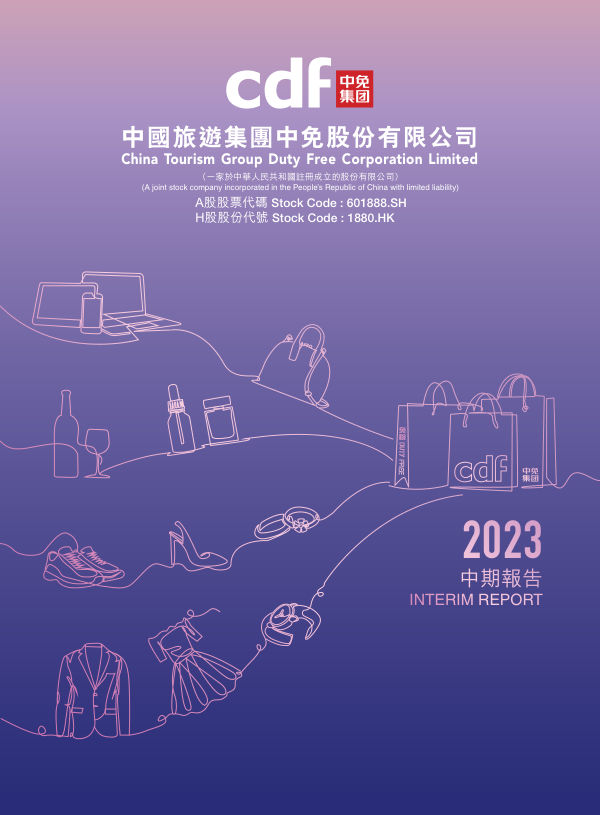 cdf 中免集团
中國旅遊集團中免股份有限公司
China Tourism Group Duty Free Corporation Limited
（一家於中華人民共和國註冊成立的股份有限公司）
(A joint stock company incorporated in the People's Republic of China with limited liability)
A股股票代碼 Stock Code : 601888.SH
H股股份代號 Stock Code : 1880.HK
DUTY FREE
cdf 中免集团
2023
中期報告
INTERIM REPORT